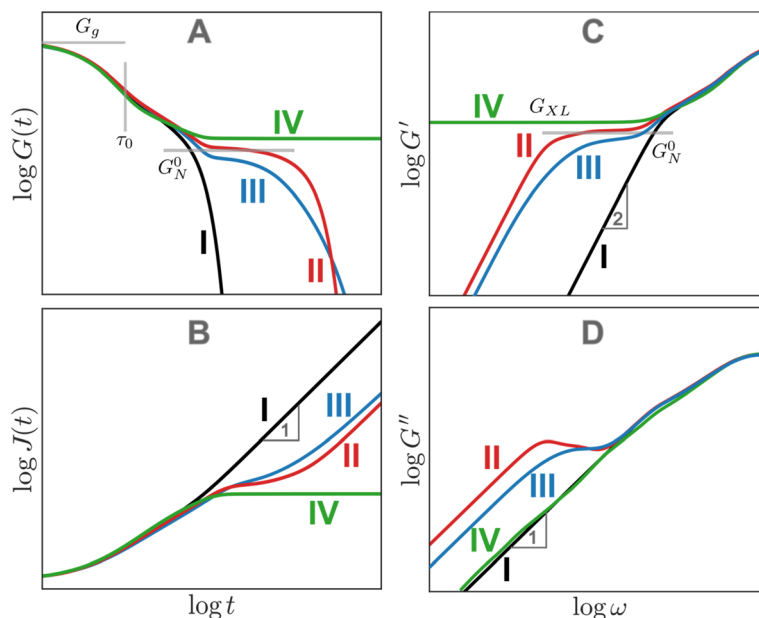 A
G_g
τ_0
IV
G_N^0
III
I
II
log G(t)
C
IV
G_XL
II
III
G_N^0
2
I
log G′
B
I
1
III
II
IV
log J(t)
log t
D
II
III
IV
1
I
log G″
log ω